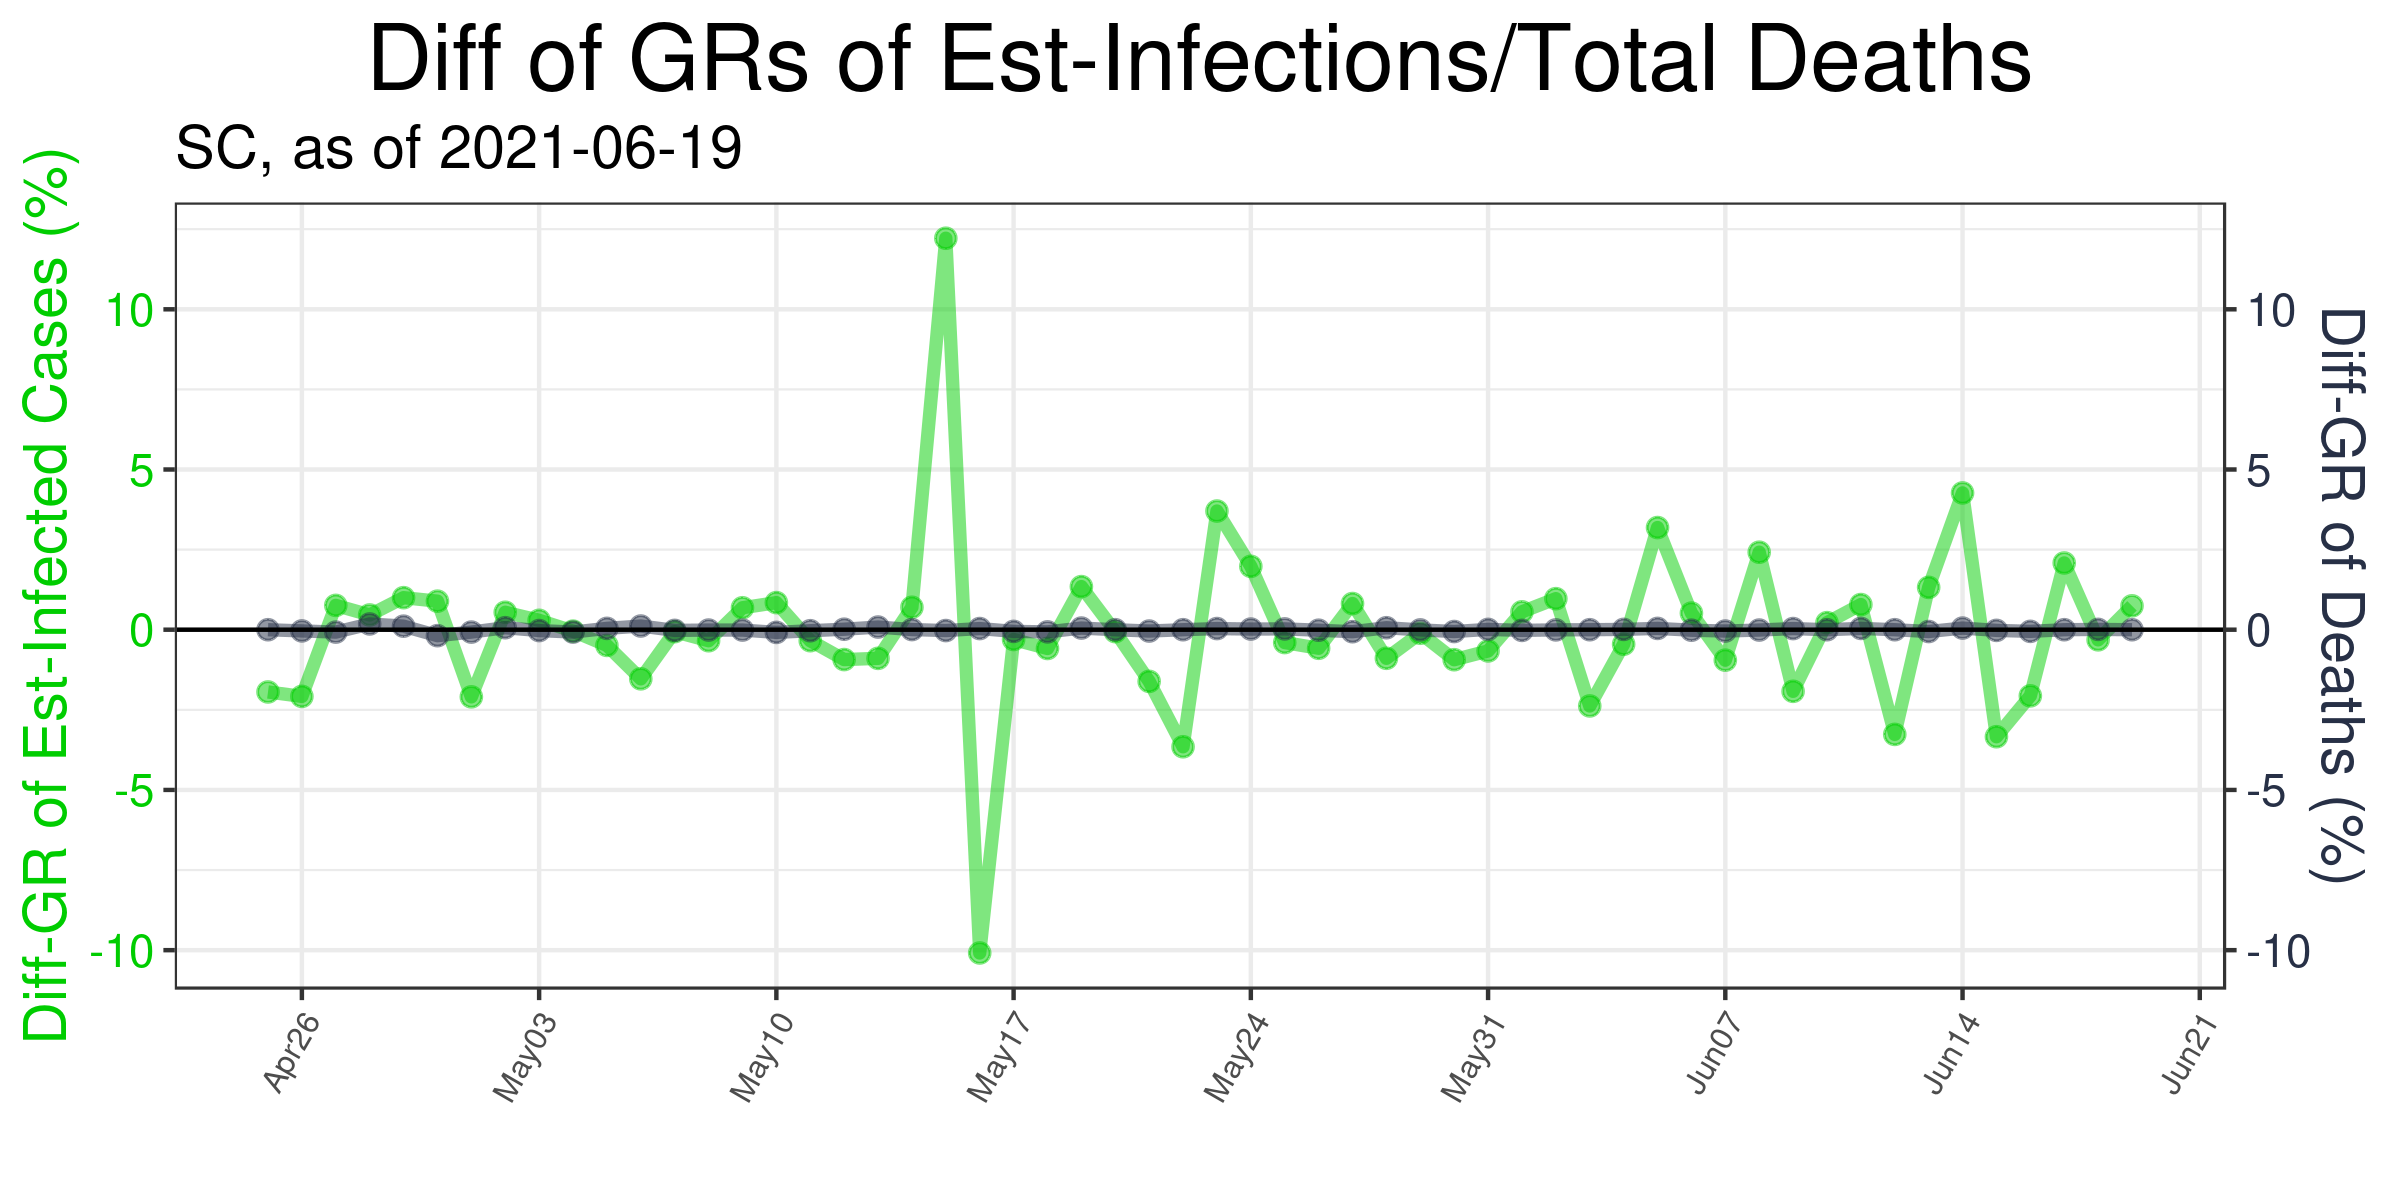 Diff of GRs of Est-Infections/Total Deaths
SC, as of 2021-06-19
Diff-GR of Est-Infected Cases (%)
10
5
0
-5
-10
10
5
0
-5
-10
Diff-GR of Deaths (%)
Apr26
May03
May10
May17
May24
May31
Jun07
Jun14
Jun21